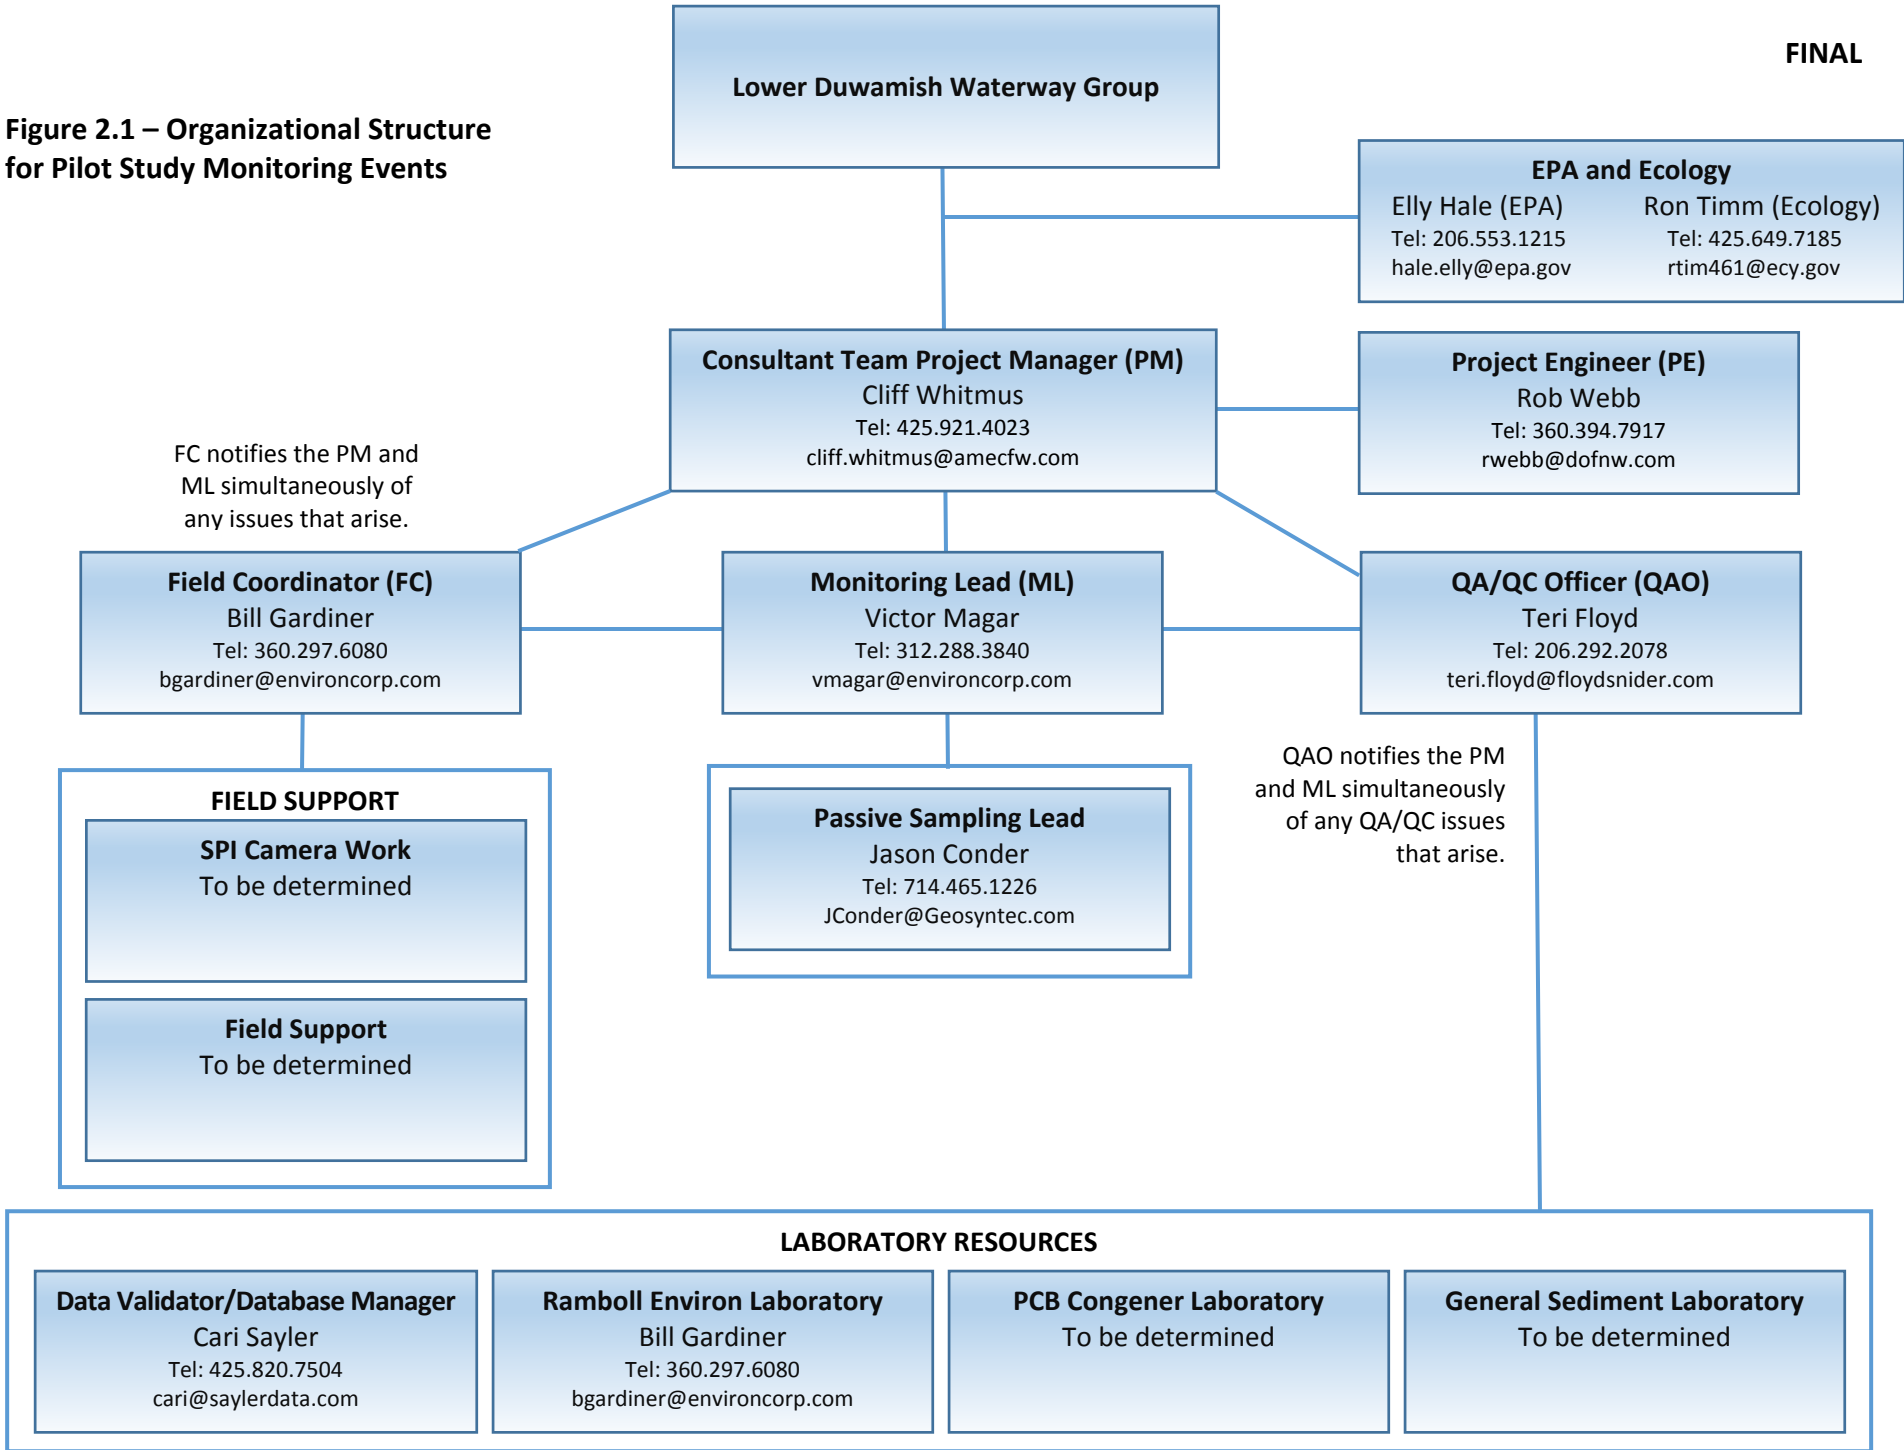 FINAL
Figure 2.1 – Organizational Structure
for Pilot Study Monitoring Events
Lower Duwamish Waterway Group
EPA and Ecology
Elly Hale (EPA)
Tel: 206.553.1215
hale.elly@epa.gov
Ron Timm (Ecology)
Tel: 425.649.7185
rtim461@ecy.gov
Consultant Team Project Manager (PM)
Cliff Whitmus
Tel: 425.921.4023
cliff.whitmus@amecfw.com
Project Engineer (PE)
Rob Webb
Tel: 360.394.7917
rwebb@dofnw.com
FC notifies the PM and
ML simultaneously of
any issues that arise.
Field Coordinator (FC)
Bill Gardiner
Tel: 360.297.6080
bgardiner@environcorp.com
Monitoring Lead (ML)
Victor Magar
Tel: 312.288.3840
vmagar@environcorp.com
QA/QC Officer (QAO)
Teri Floyd
Tel: 206.292.2078
teri.floyd@floydsnider.com
QAO notifies the PM
and ML simultaneously
of any QA/QC issues
that arise.
FIELD SUPPORT
SPI Camera Work
To be determined
Field Support
To be determined
Passive Sampling Lead
Jason Conder
Tel: 714.465.1226
JConder@Geosyntec.com
LABORATORY RESOURCES
Data Validator/Database Manager
Cari Sayler
Tel: 425.820.7504
cari@saylerdata.com
Ramboll Environ Laboratory
Bill Gardiner
Tel: 360.297.6080
bgardiner@environcorp.com
PCB Congener Laboratory
To be determined
General Sediment Laboratory
To be determined